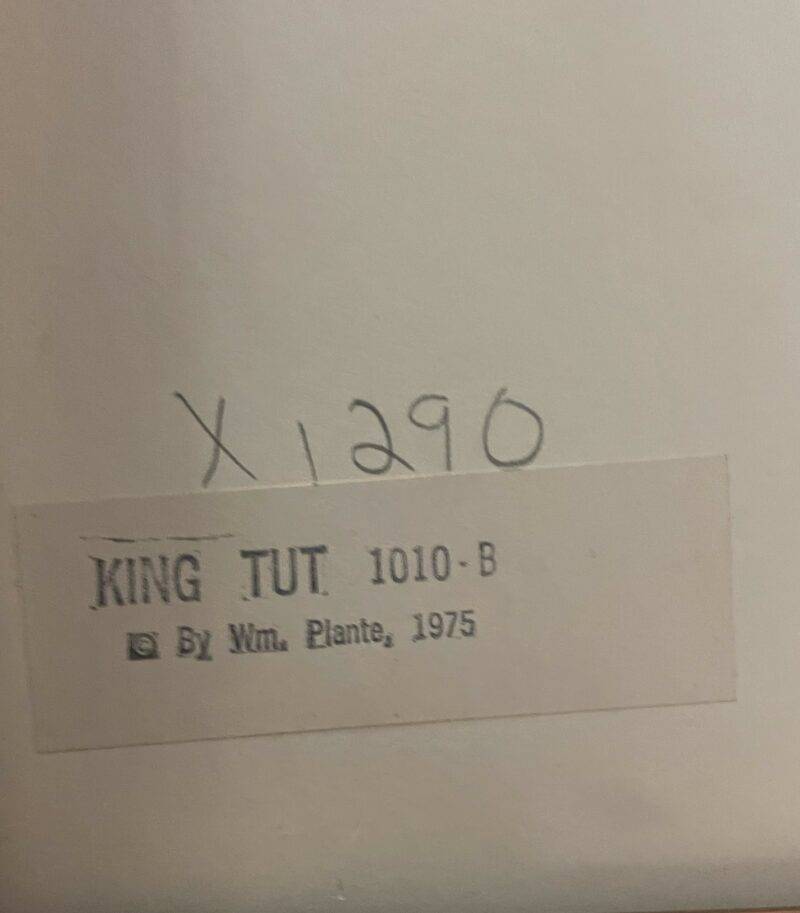 X1290
KING TUT 1010-B
© By Wm. Plante, 1975